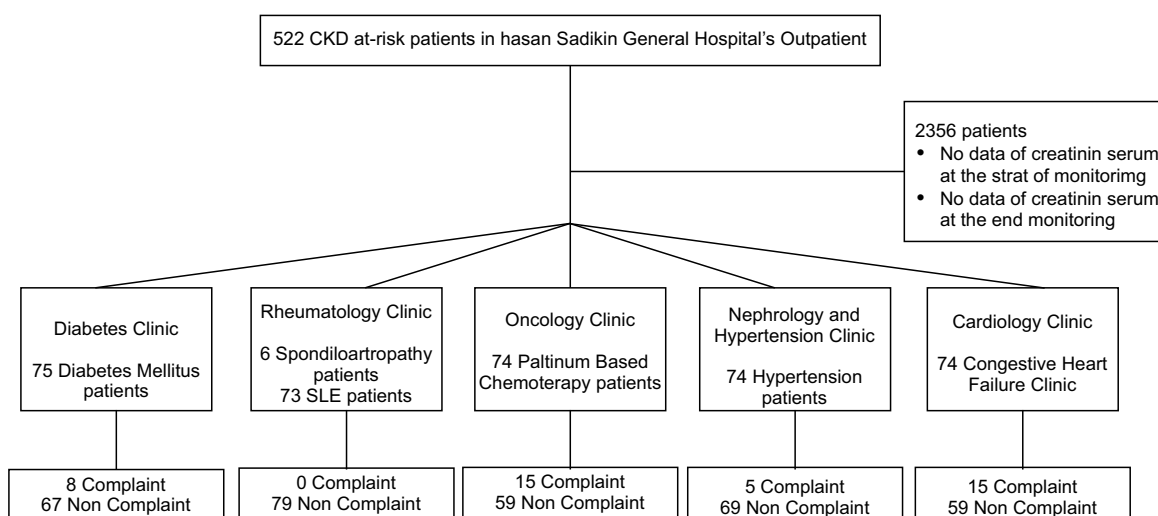 522 CKD at-risk patients in hasan Sadikin General Hospital's Outpatient
2356 patients
• No data of creatinin serum
at the strat of monitorimg
• No data of creatinin serum
at the end monitoring
Diabetes Clinic
75 Diabetes Mellitus
patients
Rheumatology Clinic
6 Spondiloartropathy
patients
73 SLE patients
Oncology Clinic
74 Paltinum Based
Chemoterapy patients
Nephrology and
Hypertension Clinic
74 Hypertension
patients
Cardiology Clinic
74 Congestive Heart
Failure Clinic
8 Complaint
67 Non Complaint
0 Complaint
79 Non Complaint
15 Complaint
59 Non Complaint
5 Complaint
69 Non Complaint
15 Complaint
59 Non Complaint